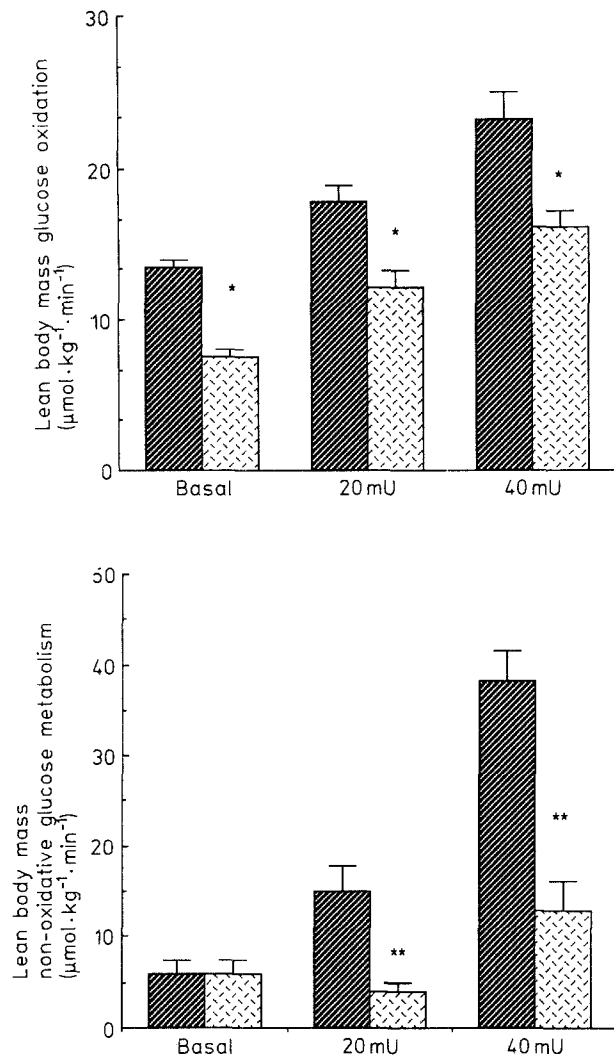 30
20
10
0
Lean body mass glucose oxidation
(μmol·kg⁻¹·min⁻¹)
*
*
*
Basal
20 mU
40 mU
50
40
30
20
10
0
Lean body mass
non-oxidative glucose metabolism
(μmol·kg⁻¹·min⁻¹)
**
**
Basal
20 mU
40 mU